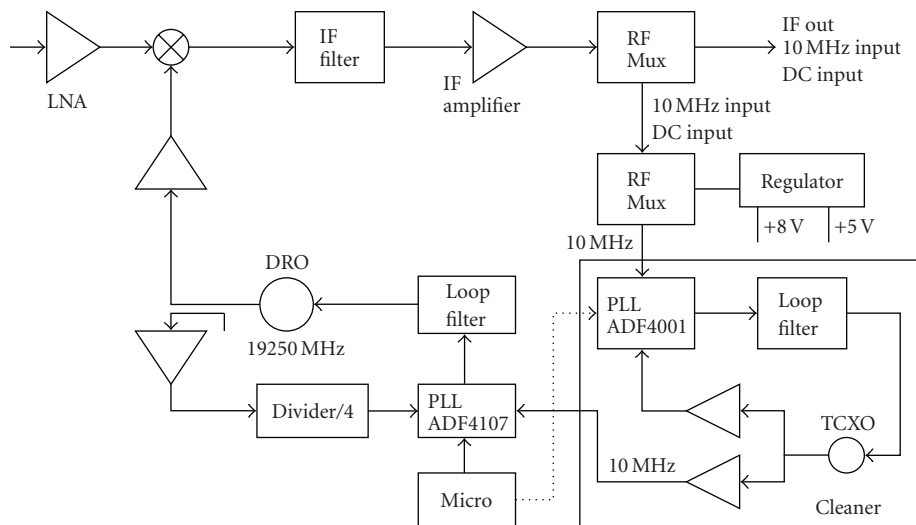 LNA
IF
filter
IF
amplifier
RF
Mux
IF out
10 MHz input
DC input
10 MHz input
DC input
RF
Mux
Regulator
+8 V
+5 V
10 MHz
DRO
19250 MHz
Loop
filter
PLL
ADF4001
Loop
filter
Divider/4
PLL
ADF4107
TCXO
10 MHz
Micro
Cleaner